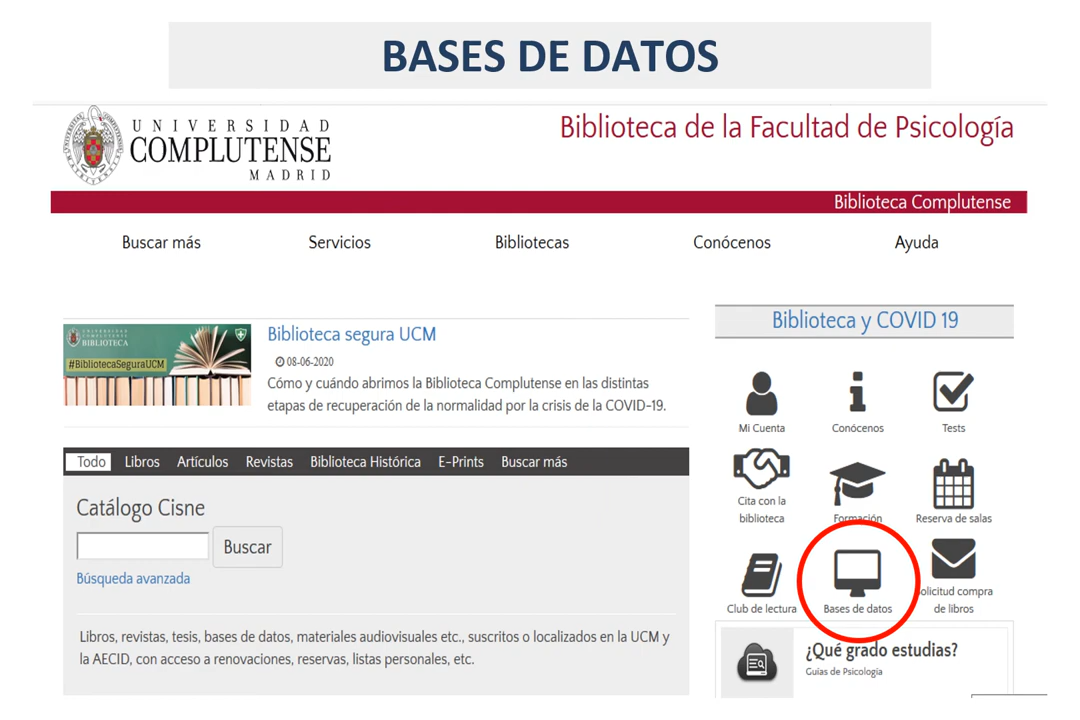 BASES DE DATOS
UNIVERSIDAD
COMPLUTENSE
MADRID
Biblioteca de la Facultad de Psicología
Biblioteca Complutense
Buscar más
Servicios
Bibliotecas
Conócenos
Ayuda
BIBLIOTECA
#BibliotecaSeguraUCM
Biblioteca segura UCM
08-06-2020
Cómo y cuándo abrimos la Biblioteca Complutense en las distintas
etapas de recuperación de la normalidad por la crisis de la COVID-19.
Todo Libros Artículos Revistas Biblioteca Histórica E-Prints Buscar más
Catálogo Cisne
Buscar
Búsqueda avanzada
Libros, revistas, tesis, bases de datos, materiales audiovisuales etc., suscritos o localizados en la UCM y
la AECID, con acceso a renovaciones, reservas, listas personales, etc.
Biblioteca y COVID 19
Mi Cuenta
Conócenos
Tests
Cita con la
biblioteca
Formación
Reserva de salas
Club de lectura
Bases de datos
olicitud compra
de libros
¿Qué grado estudias?
Guías de Psicología